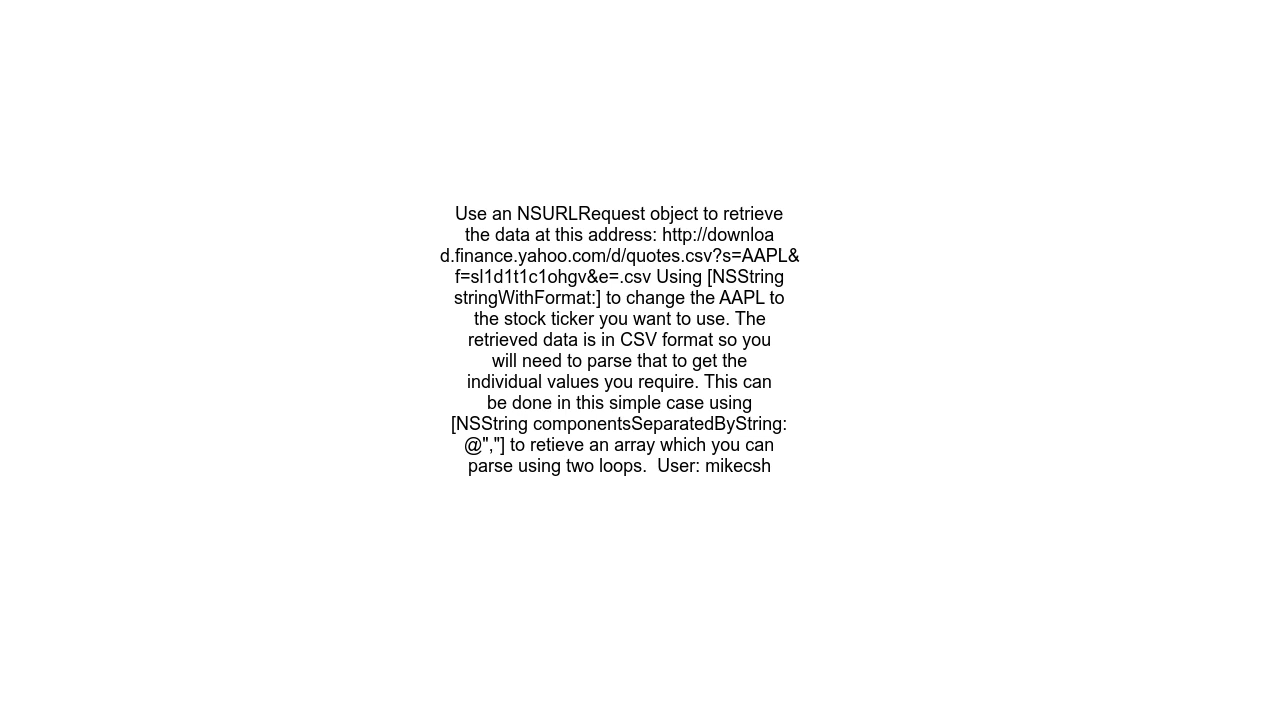 Use an NSURLRequest object to retrieve
the data at this address: http://downloa
d.finance.yahoo.com/d/quotes.csv?s=AAPL&
f=sl1d1t1c1ohgv&e=.csv Using [NSString
stringWithFormat:] to change the AAPL to
the stock ticker you want to use. The
retrieved data is in CSV format so you
will need to parse that to get the
individual values you require. This can
be done in this simple case using
[NSString componentsSeparatedByString:
@","] to retieve an array which you can
parse using two loops.  User: mikecsh